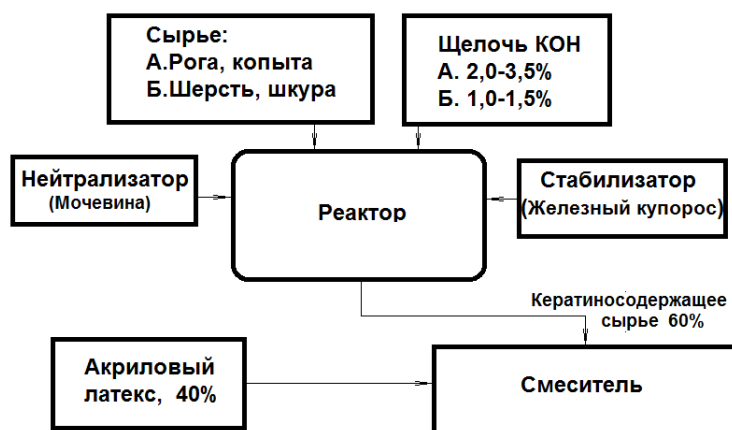 Сырье:
А.Рога, копыта
Б.Шерсть, шкура
Щелочь КОН
А. 2,0-3,5%
Б. 1,0-1,5%
Нейтрализатор
(Мочевина)
Реактор
Стабилизатор
(Железный купорос)
Кератиносодержащее
сырье 60%
Акриловый
латекс, 40%
Смеситель